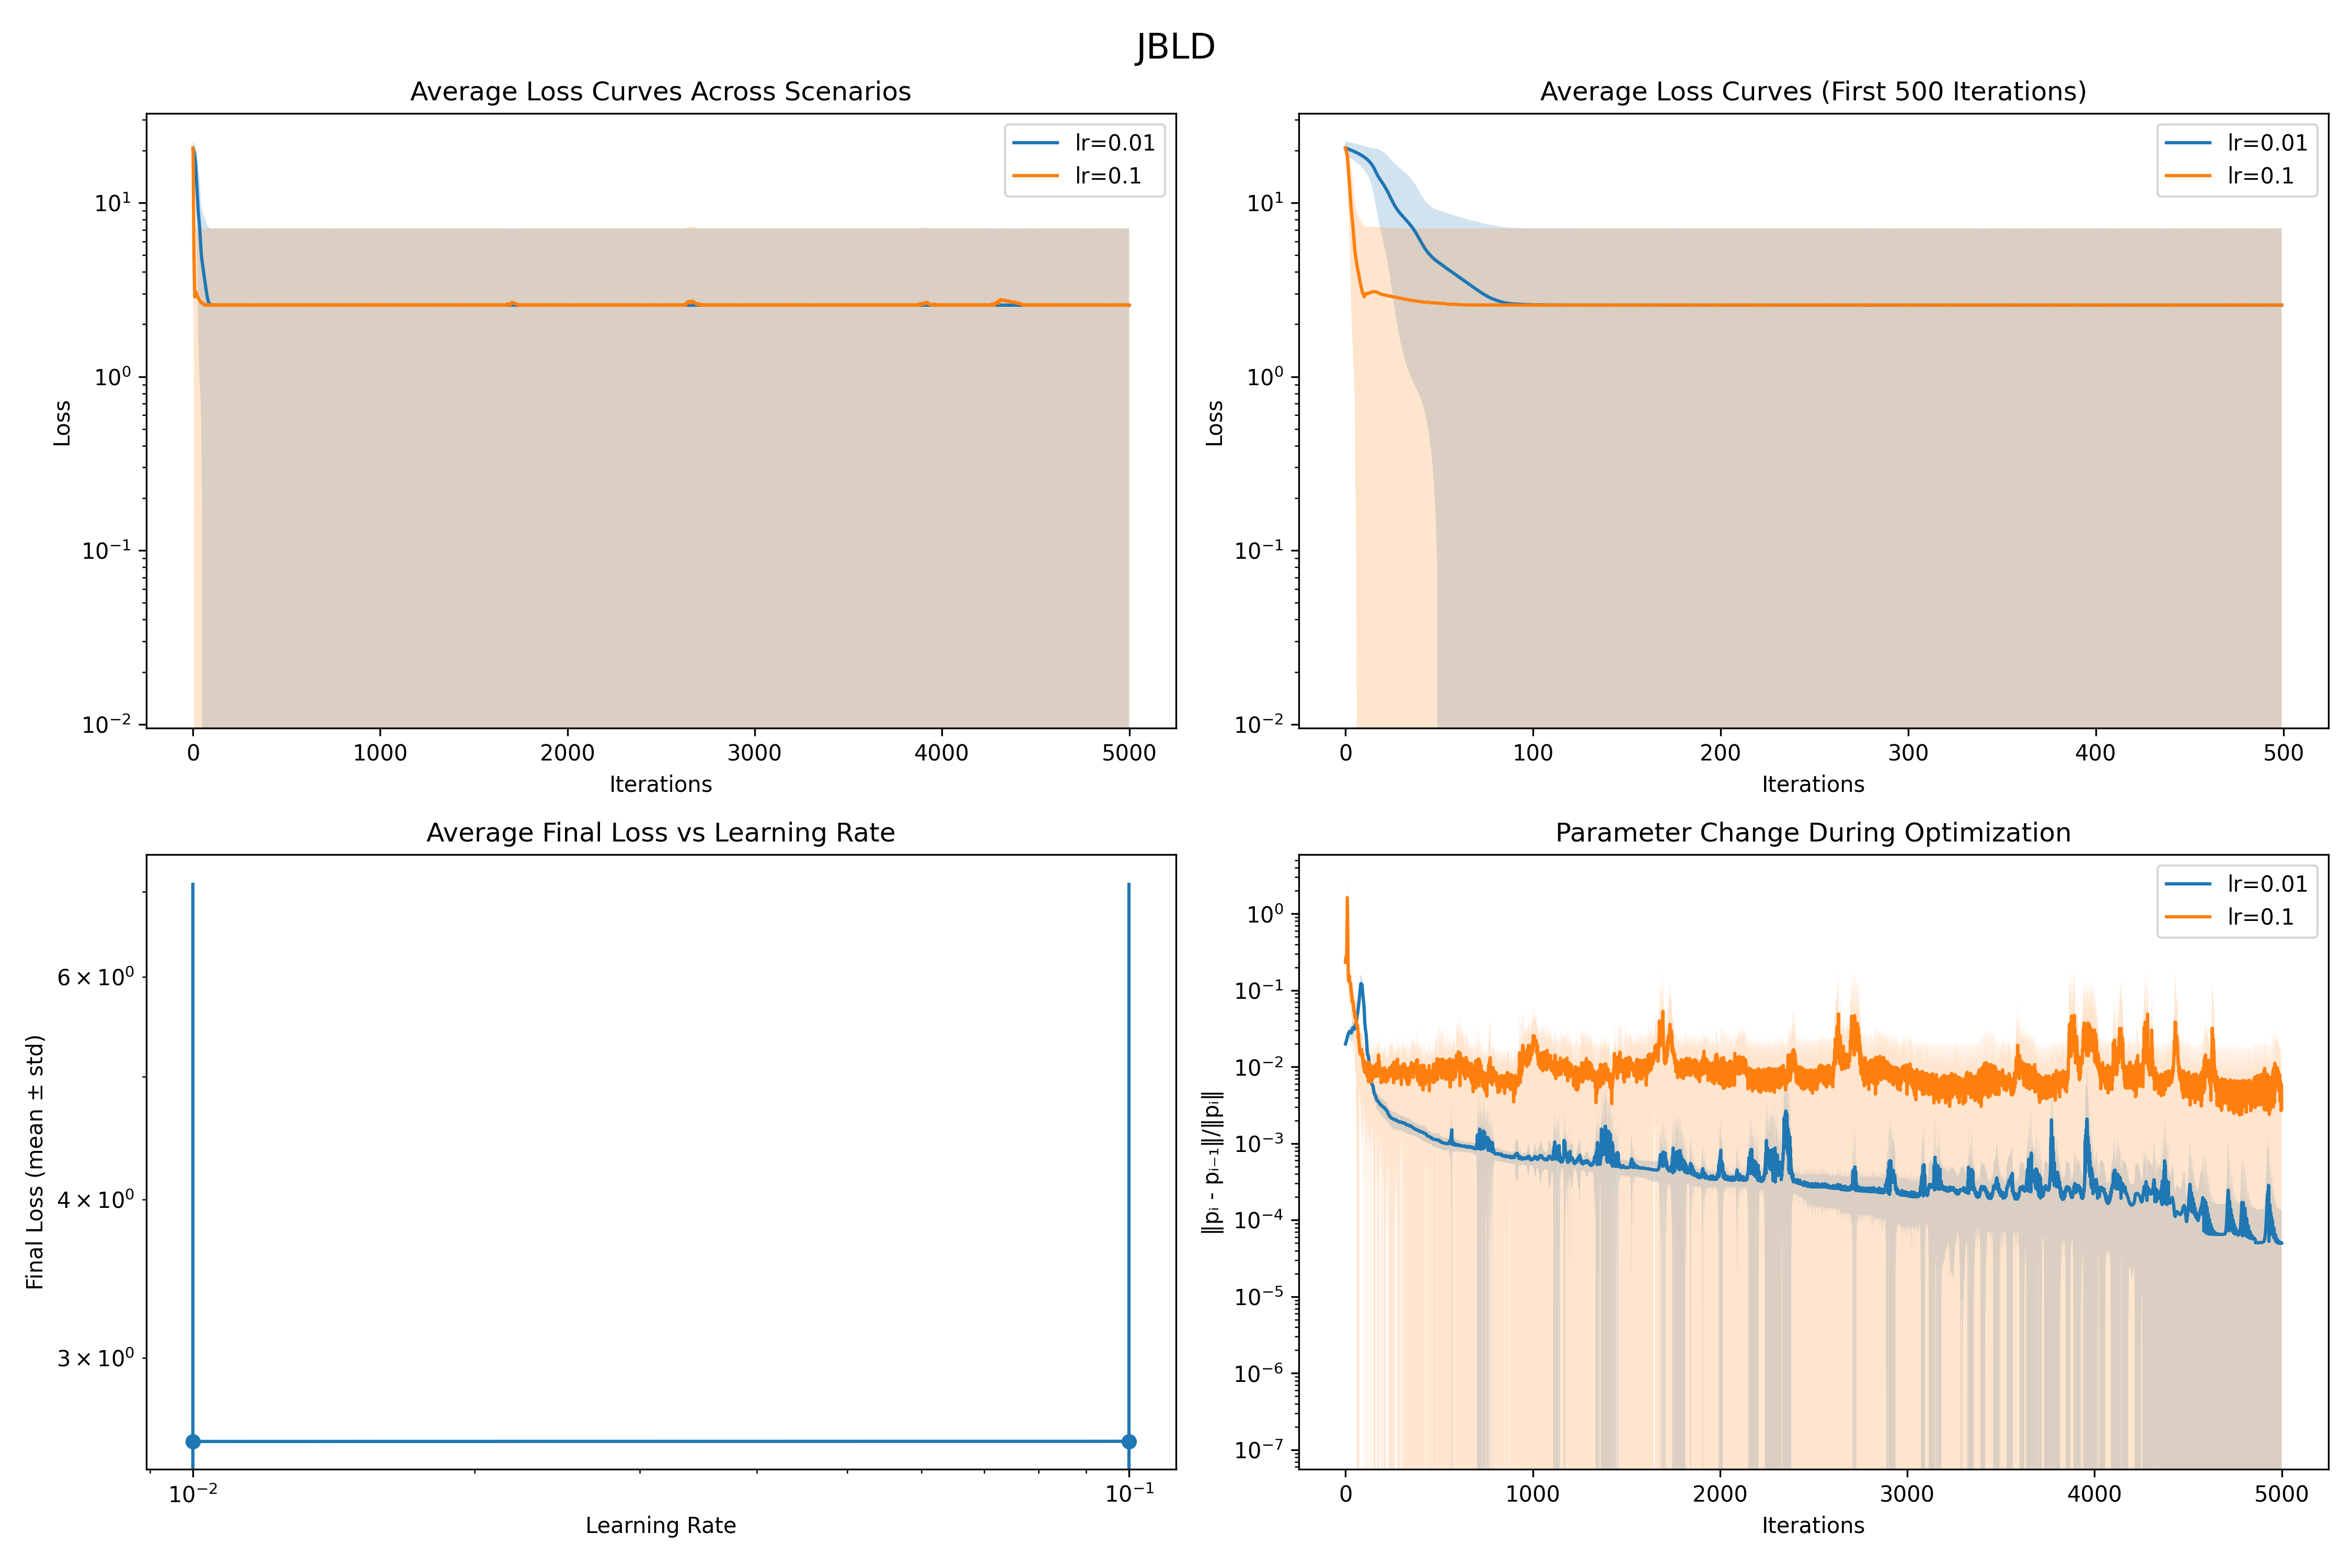 JBLD
Average Loss Curves Across Scenarios
Loss
10¹
10⁰
10⁻¹
10⁻²
lr=0.01
lr=0.1
0 1000 2000 3000 4000 5000
Iterations
Average Loss Curves (First 500 Iterations)
Loss
10¹
10⁰
10⁻¹
10⁻²
lr=0.01
lr=0.1
0 100 200 300 400 500
Iterations
Average Final Loss vs Learning Rate
Final Loss (mean ± std)
6 × 10⁰
4 × 10⁰
3 × 10⁰
10⁻² 10⁻¹
Learning Rate
Parameter Change During Optimization
‖pᵢ - pᵢ₋₁‖/‖pᵢ‖
10⁰
10⁻¹
10⁻²
10⁻³
10⁻⁴
10⁻⁵
10⁻⁶
10⁻⁷
lr=0.01
lr=0.1
0 1000 2000 3000 4000 5000
Iterations